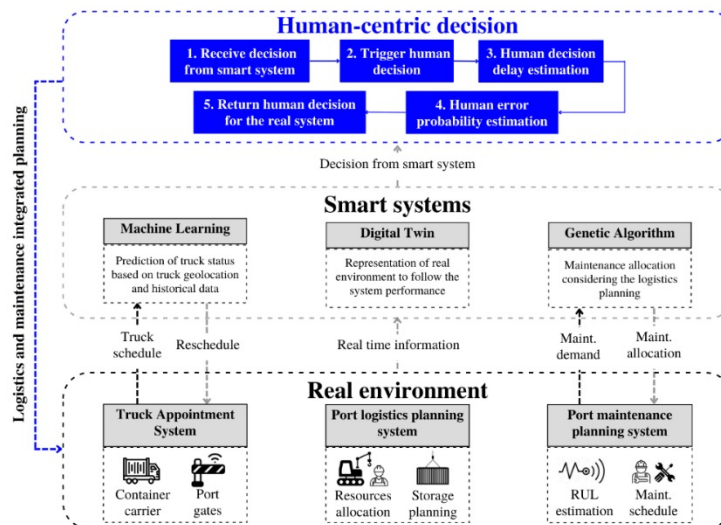 Human-centric decision
1. Receive decision
from smart system
2. Trigger human
decision
3. Human decision
delay estimation
5. Return human decision
for the real system
4. Human error
probability estimation
Logistics and maintenance integrated planning
Decision from smart system
Smart systems
Machine Learning
Prediction of truck status
based on truck geolocation
and historical data
Digital Twin
Representation of real
environment to follow the
system performance
Genetic Algorithm
Maintenance allocation
considering the logistics
planning
Truck
schedule
Reschedule
Real time information
Maint.
demand
Maint.
allocation
Real environment
Truck Appointment
System
Container
carrier
Port
gates
Port logistics planning
system
Resources
allocation
Storage
planning
Port maintenance
planning system
RUL
estimation
Maint.
schedule